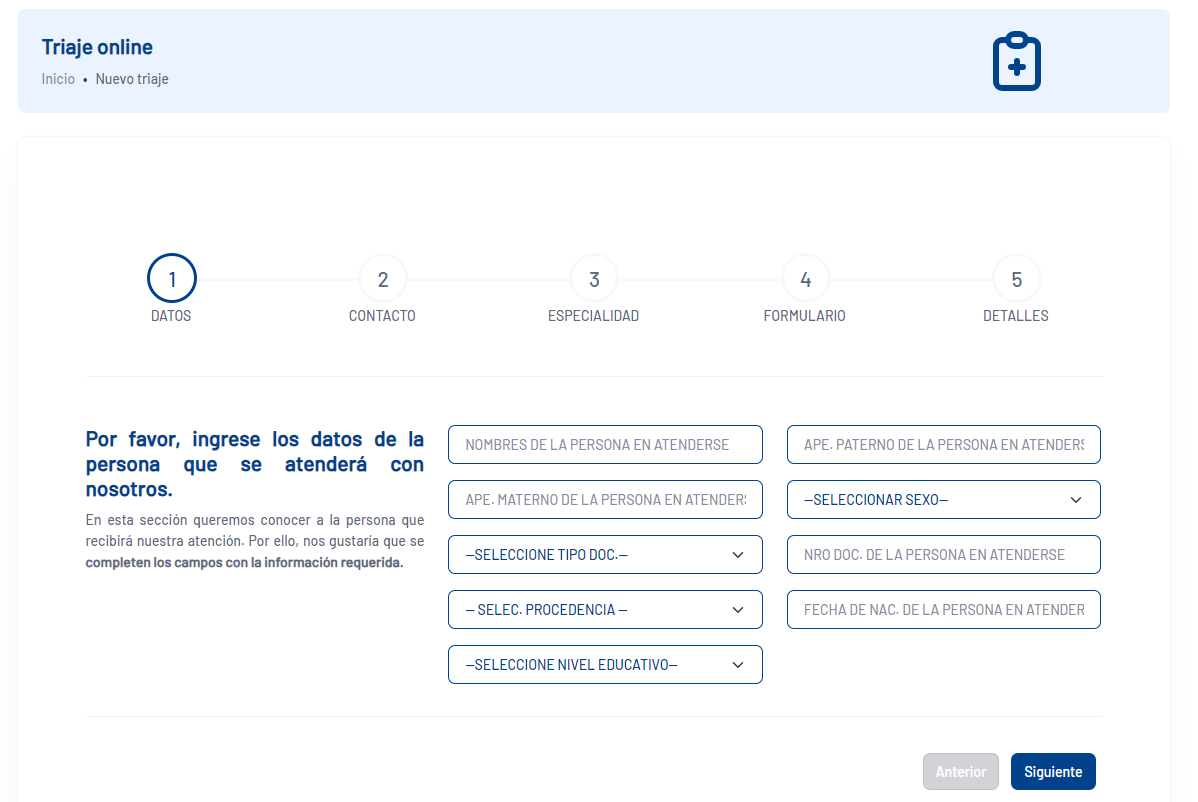 Triaje online
Inicio • Nuevo triaje
1
2
3
4
5
DATOS
CONTACTO
ESPECIALIDAD
FORMULARIO
DETALLES
Por favor, ingrese los datos de la
persona que se atenderá con
nosotros.
En esta sección queremos conocer a la persona que
recibirá nuestra atención. Por ello, nos gustaría que se
completen los campos con la información requerida.
NOMBRES DE LA PERSONA EN ATENDERSE
APE. PATERNO DE LA PERSONA EN ATENDERS
APE. MATERNO DE LA PERSONA EN ATENDERS
—SELECCIONAR SEXO—
—SELECCIONE TIPO DOC.—
NRO DOC. DE LA PERSONA EN ATENDERSE
— SELEC. PROCEDENCIA —
FECHA DE NAC. DE LA PERSONA EN ATENDER
—SELECCIONE NIVEL EDUCATIVO—
Anterior
Siguiente